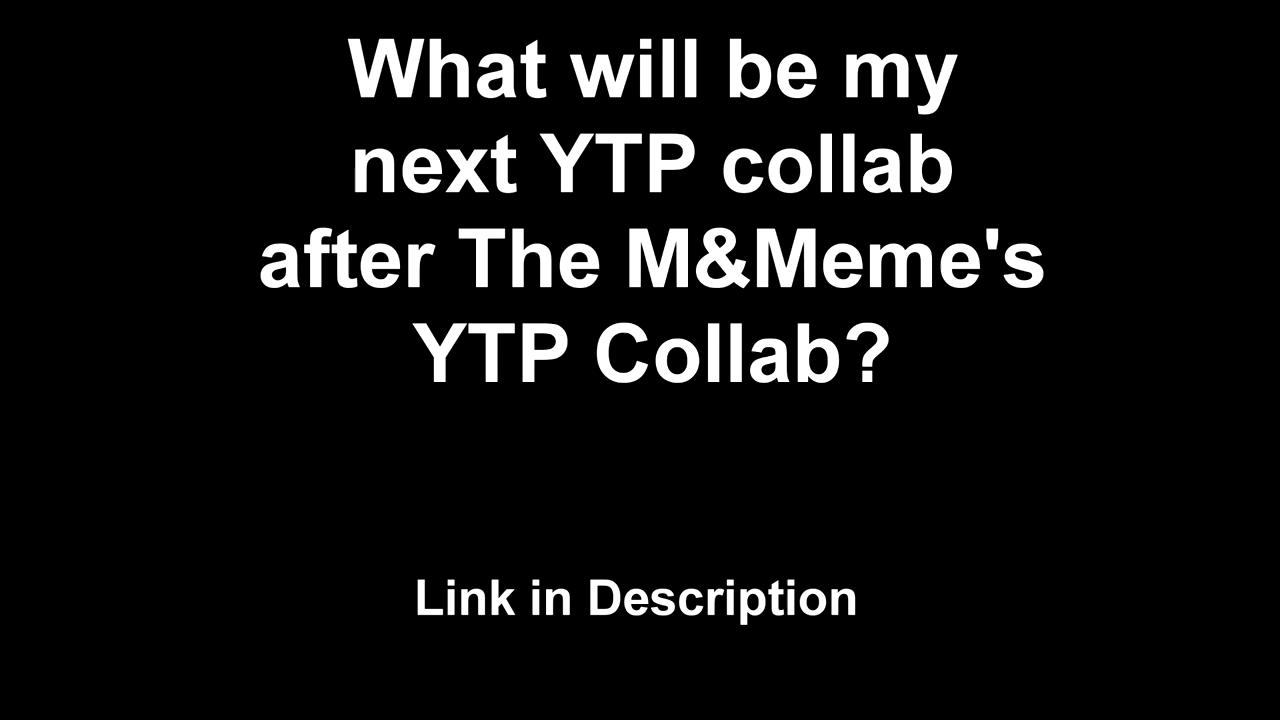 What will be my
next YTP collab
after The M&Meme's
YTP Collab?
Link in Description